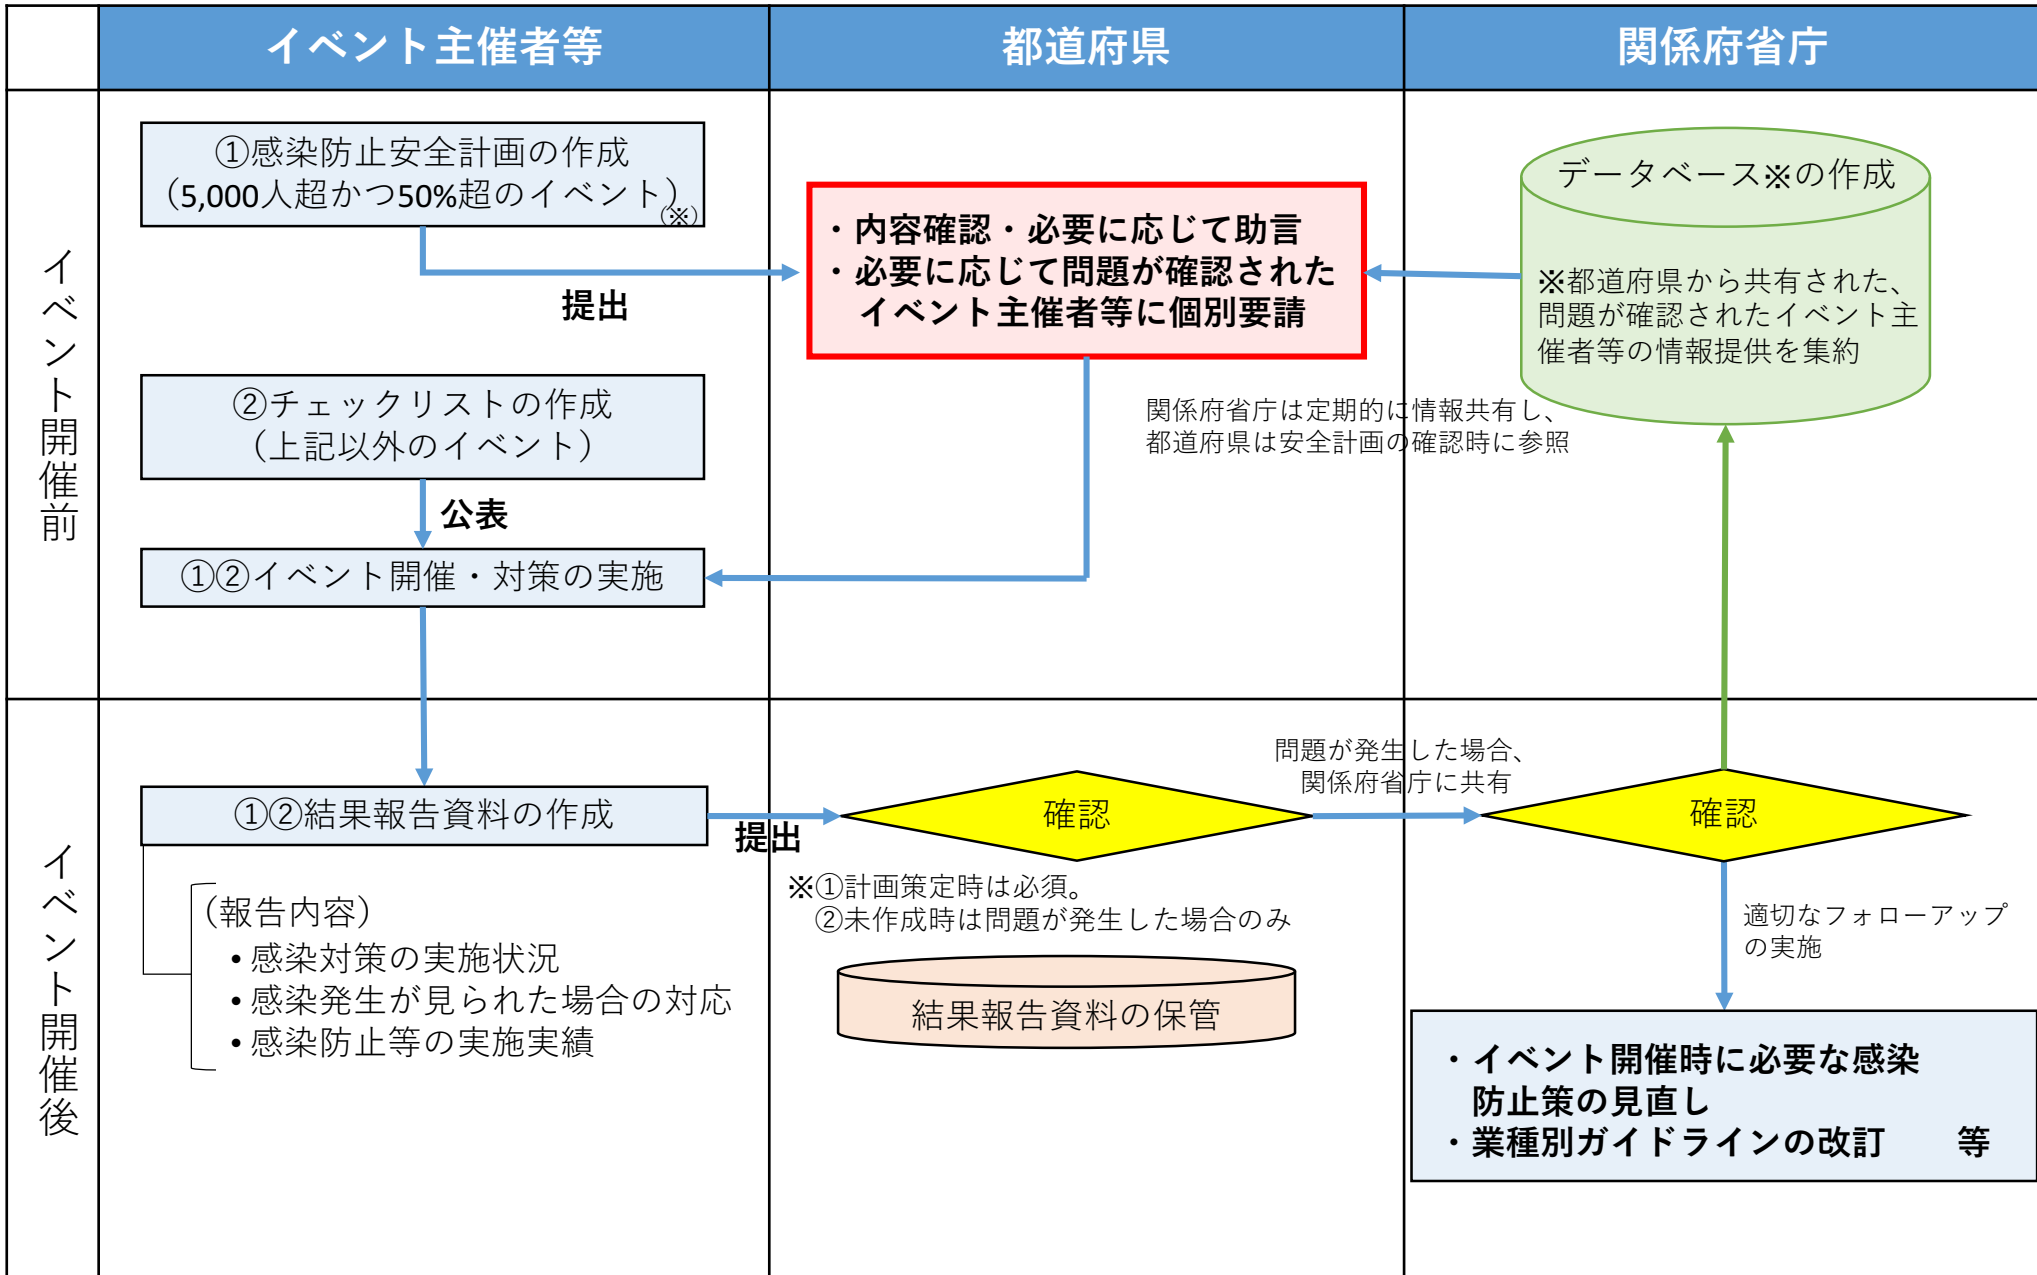 イベント主催者等
都道府県
関係府省庁
イベント開催前
①感染防止安全計画の作成
（5,000人超かつ50%超のイベント）(※)
提出
・内容確認・必要に応じて助言
・必要に応じて問題が確認された
イベント主催者等に個別要請
データベース※の作成
※都道府県から共有された、
問題が確認されたイベント主
催者等の情報提供を集約
関係府省庁は定期的に情報共有し、
都道府県は安全計画の確認時に参照
②チェックリストの作成
（上記以外のイベント）
公表
①②イベント開催・対策の実施
イベント開催後
①②結果報告資料の作成
提出
（報告内容）
•感染対策の実施状況
•感染発生が見られた場合の対応
•感染防止等の実施実績
確認
※①計画策定時は必須。
②未作成時は問題が発生した場合のみ
結果報告資料の保管
問題が発生した場合、
関係府省庁に共有
確認
適切なフォローアップ
の実施
・イベント開催時に必要な感染
防止策の見直し
・業種別ガイドラインの改訂　　等